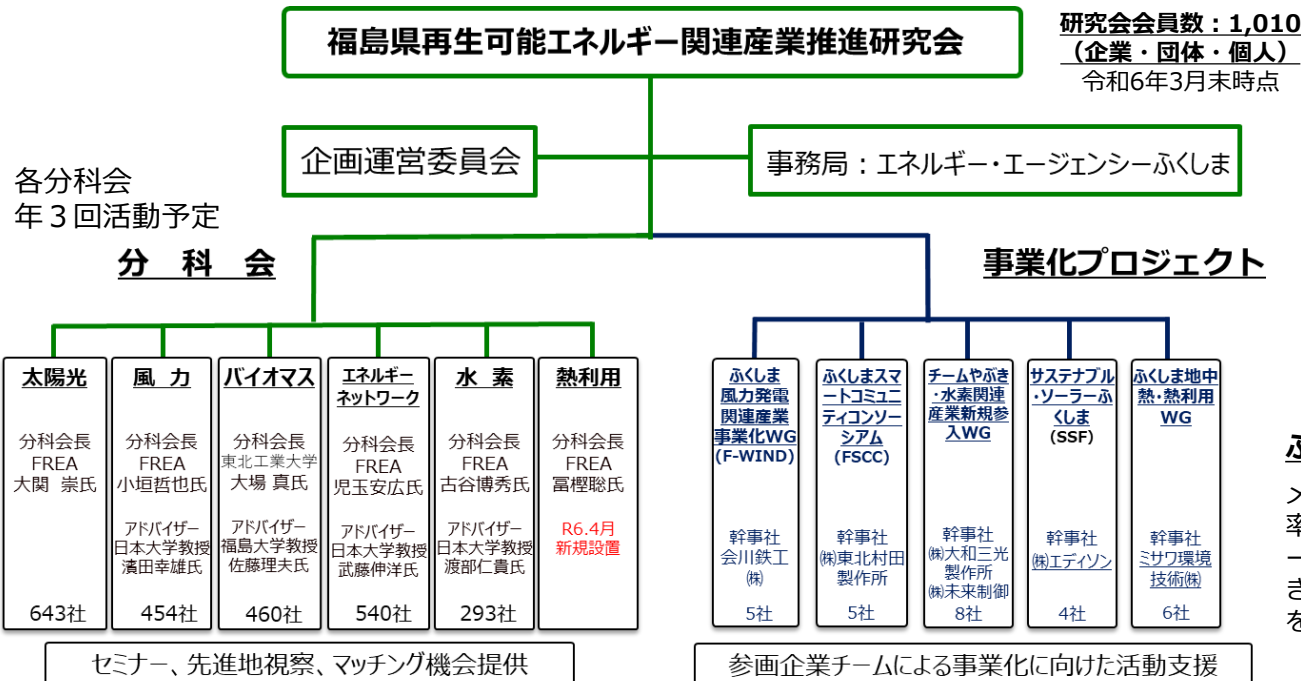 福島県再生可能エネルギー関連産業推進研究会
研究会会員数：1,010
（企業・団体・個人）
令和6年3月末時点
企画運営委員会
事務局：エネルギー・エージェンシーふくしま
各分科会
年３回活動予定
分　科　会
事業化プロジェクト
太陽光
分科会長
FREA
大関 崇氏
643社
風 力
分科会長
FREA
小垣哲也氏
アドバイザー
日本大学教授
濱田幸雄氏
454社
バイオマス
分科会長
東北工業大学
大場 真氏
アドバイザー
福島大学教授
佐藤理夫氏
460社
エネルギー
ネットワーク
分科会長
FREA
児玉安広氏
アドバイザー
日本大学教授
武藤伸洋氏
540社
水 素
分科会長
FREA
古谷博秀氏
アドバイザー
日本大学教授
渡部仁貴氏
293社
熱利用
分科会長
FREA
冨樫聡氏
R6.4月
新規設置
ふくしま
風力発電
関連産業
事業化WG
(F-WIND)
幹事社
会川鉄工
㈱
5社
ふくしまスマ
ートコミュニ
ティコンソー
シアム
(FSCC)
幹事社
㈱東北村田
製作所
5社
チームやぶき
・水素関連
産業新規参
入WG
幹事社
㈱大和三光
製作所
㈱未来制御
8社
サステナブル
・ソーラーふ
くしま
(SSF)
幹事社
㈱エディソン
4社
ふくしま地中
熱・熱利用
WG
幹事社
ミサワ環境
技術㈱
6社
セミナー、先進地視察、マッチング機会提供
参画企業チームによる事業化に向けた活動支援
率
ー
き
を